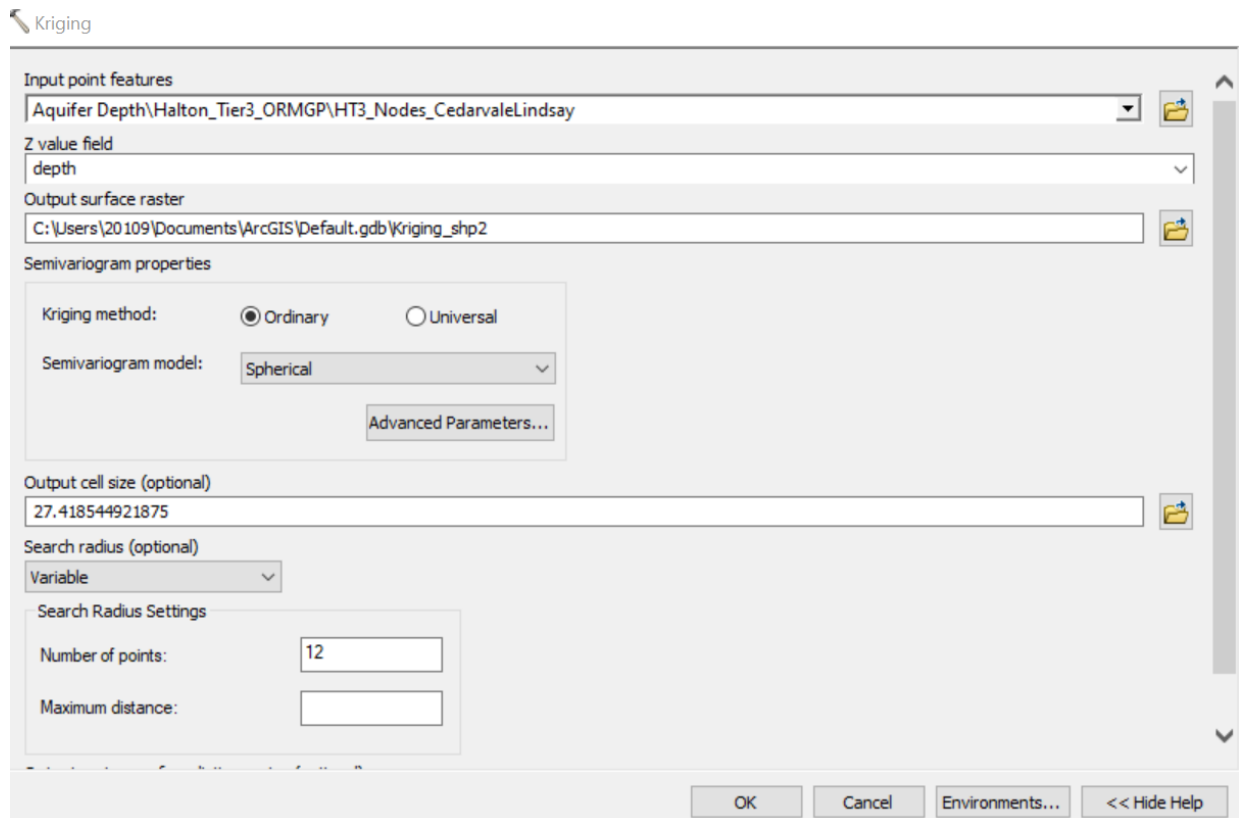 Kriging
Input point features
Aquifer Depth\Halton_Tier3_ORMGP\HT3_Nodes_CedarvaleLindsay
Z value field
depth
Output surface raster
C:\Users\20109\Documents\ArcGIS\Default.gdb\Kriging_shp2
Semivariogram properties
Kriging method: Ordinary Universal
Semivariogram model: Spherical
Advanced Parameters...
Output cell size (optional)
27.418544921875
Search radius (optional)
Variable
Search Radius Settings
Number of points: 12
Maximum distance:
OK Cancel Environments... << Hide Help